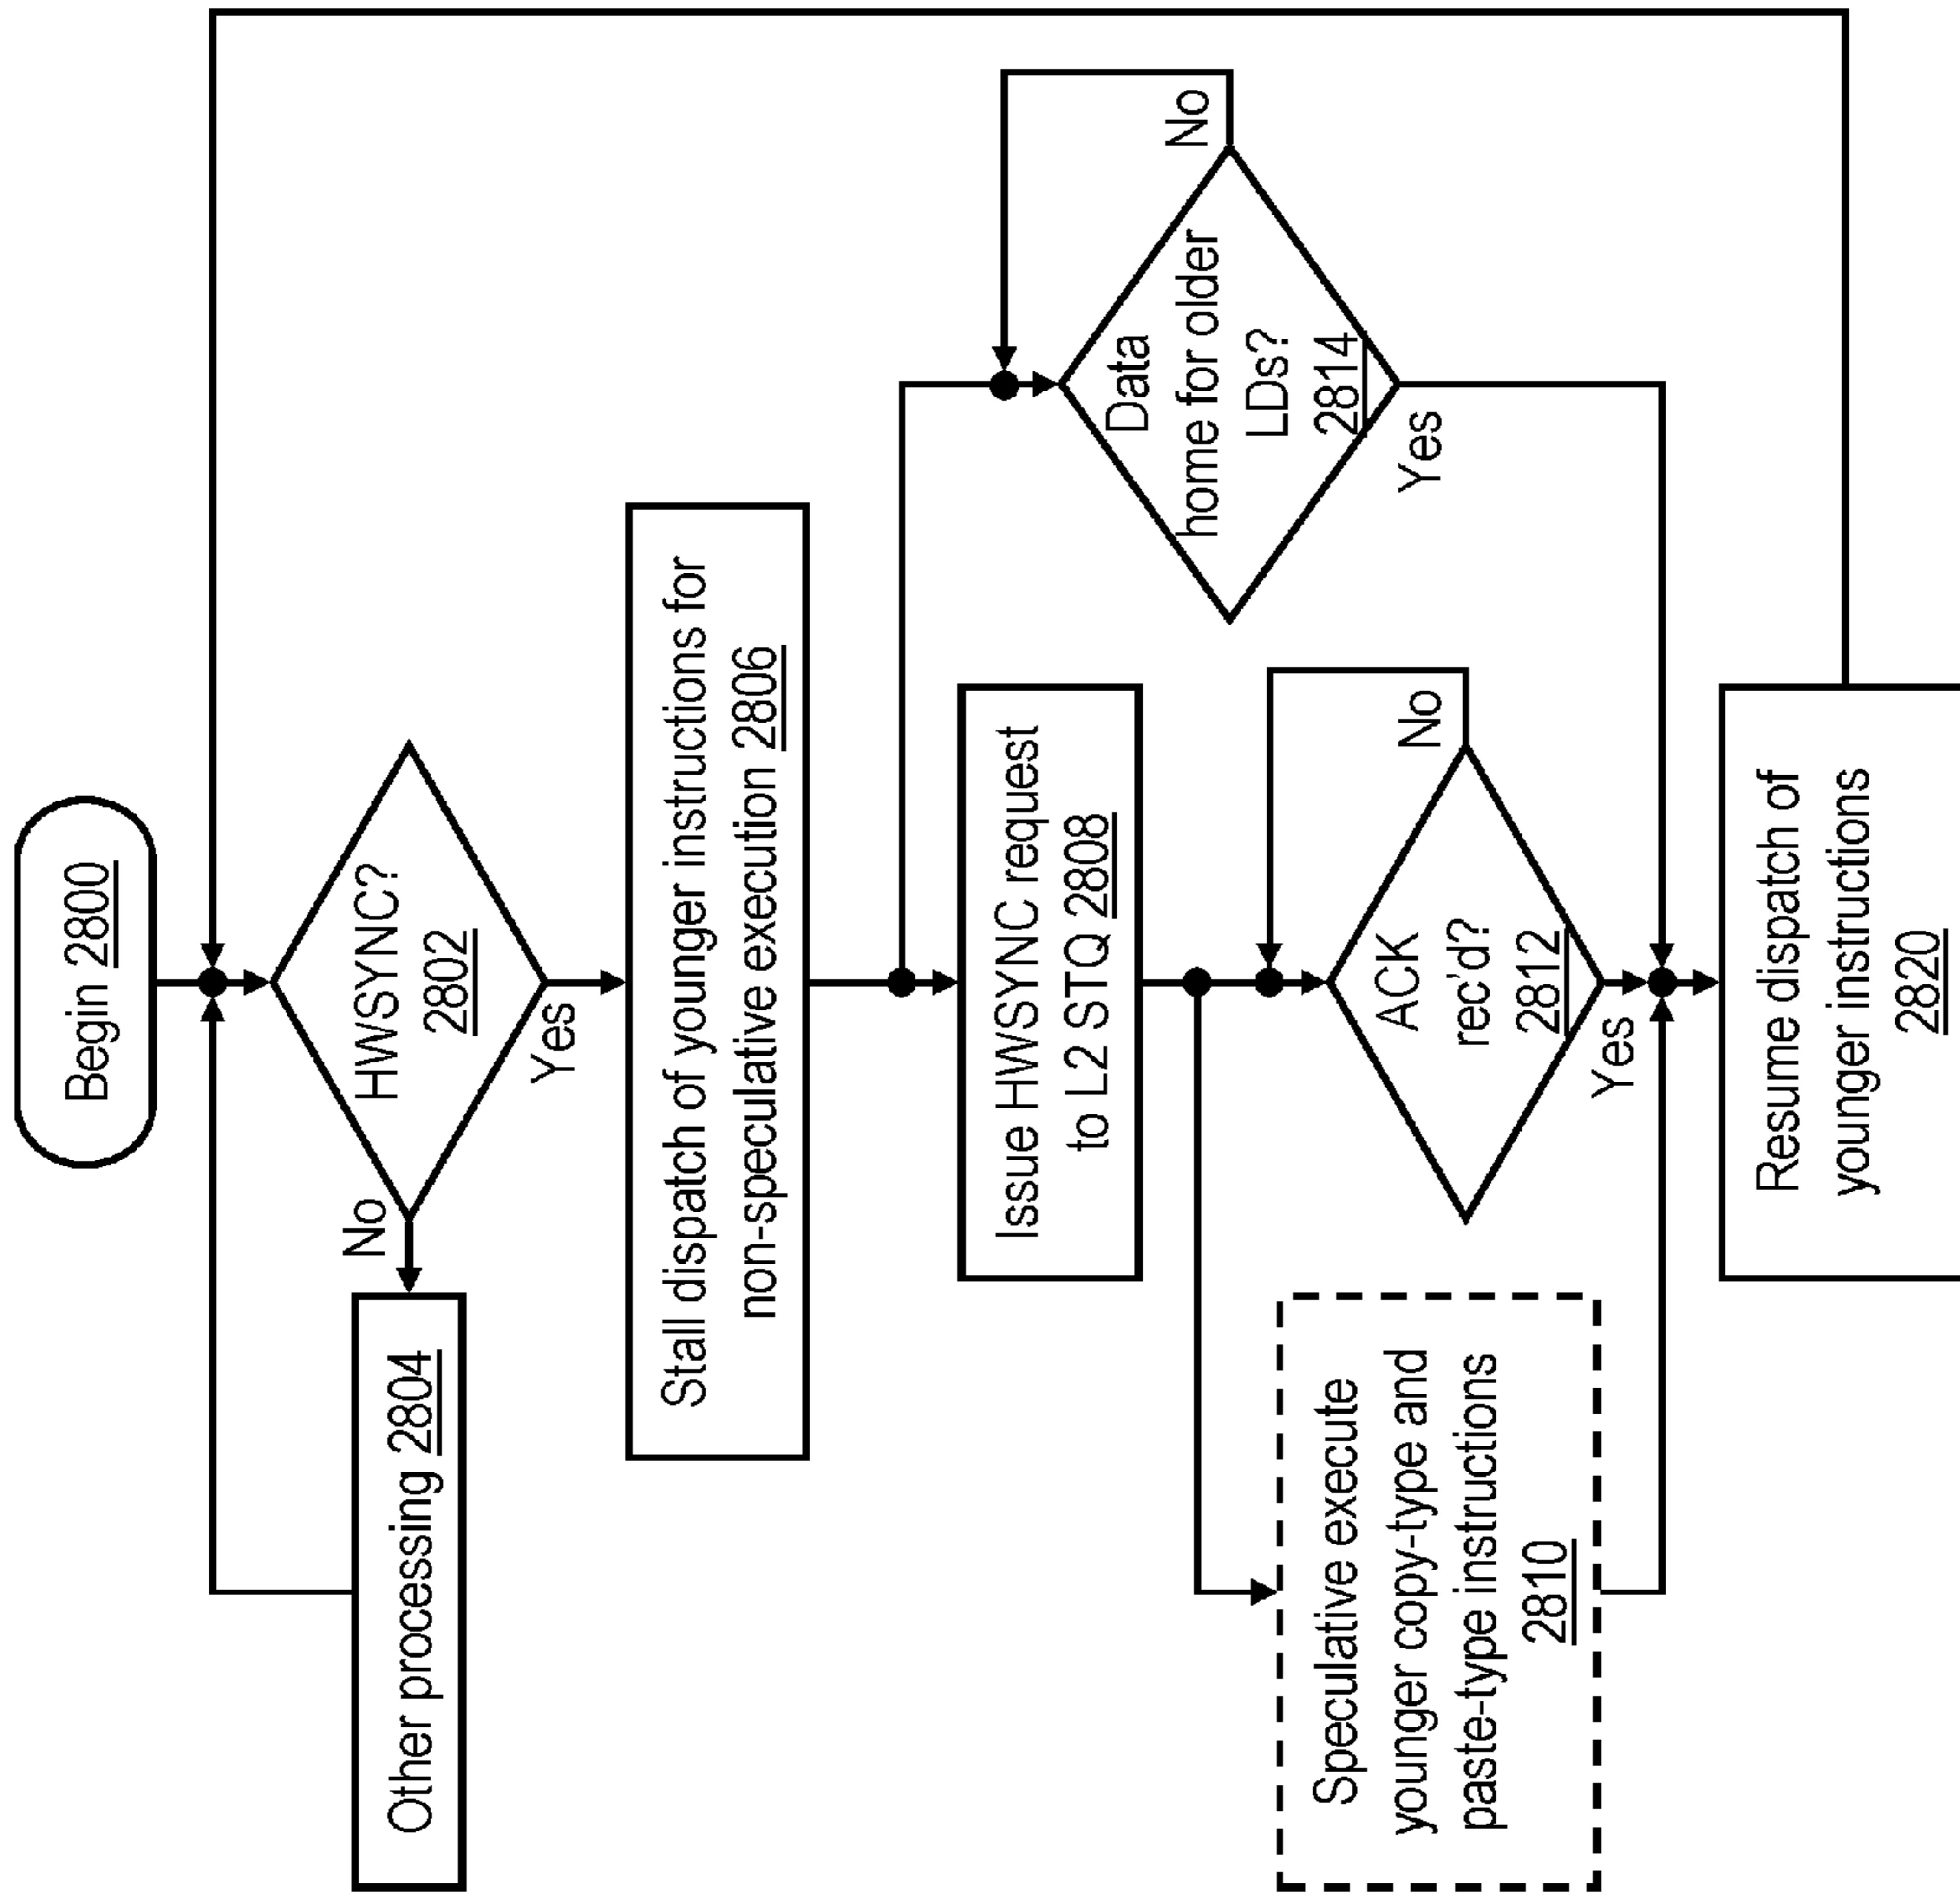 Begin 2800
HWSYNC?
2802
No
Yes
Other processing 2804
Stall dispatch of younger instructions for
non-speculative execution 2806
Issue HWSYNC request
to L2 STQ 2808
Data
home for older
LDs?
2814
No
Yes
Speculative execute
younger copy-type and
paste-type instructions
2810
ACK
rec'd?
2812
No
Yes
Resume dispatch of
younger instructions
2820